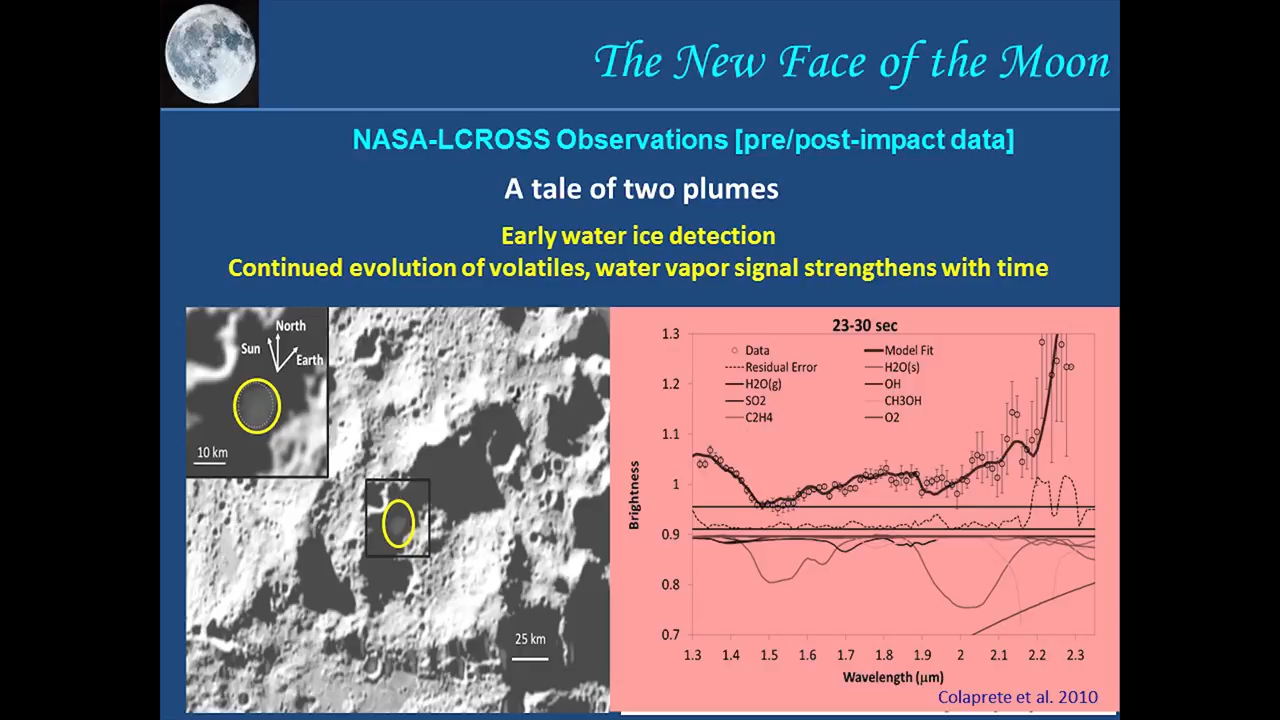 The New Face of the Moon
NASA-LCROSS Observations [pre/post-impact data]
A tale of two plumes
Early water ice detection
Continued evolution of volatiles, water vapor signal strengthens with time
North
Sun
Earth
10 km
25 km
23-30 sec
Data
Model Fit
Residual Error
H2O(s)
H2O(g)
OH
SO2
CH3OH
C2H4
O2
Brightness
1.3
1.2
1.1
1
0.9
0.8
0.7
1.3 1.4 1.5 1.6 1.7 1.8 1.9 2 2.1 2.2 2.3
Wavelength (µm)
Colaprete et al. 2010